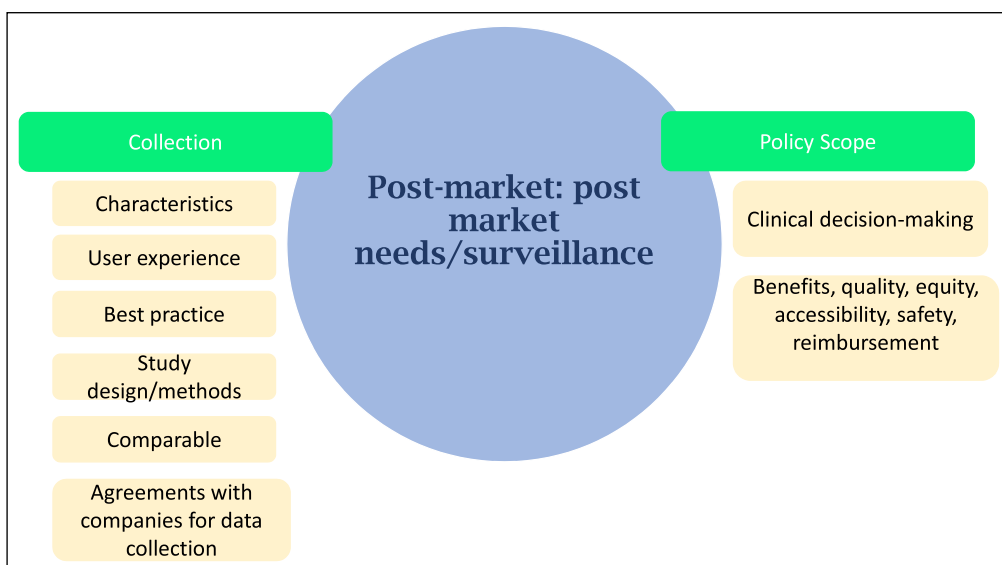 Collection
Characteristics
User experience
Best practice
Study
design/methods
Comparable
Agreements with
companies for data
collection
Post-market: post
market
needs/surveillance
Policy Scope
Clinical decision-making
Benefits, quality, equity,
accessibility, safety,
reimbursement